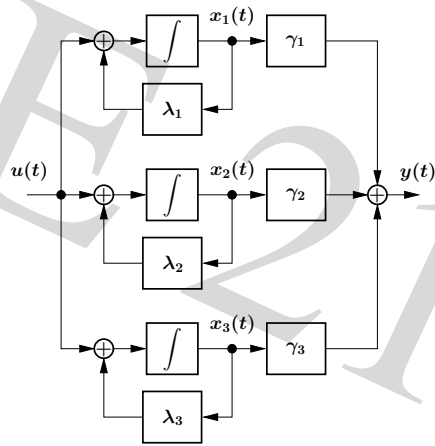 x₁(t)
∫
γ₁
λ₁
u(t)
x₂(t)
y(t)
∫
γ₂
λ₂
x₃(t)
∫
γ₃
λ₃